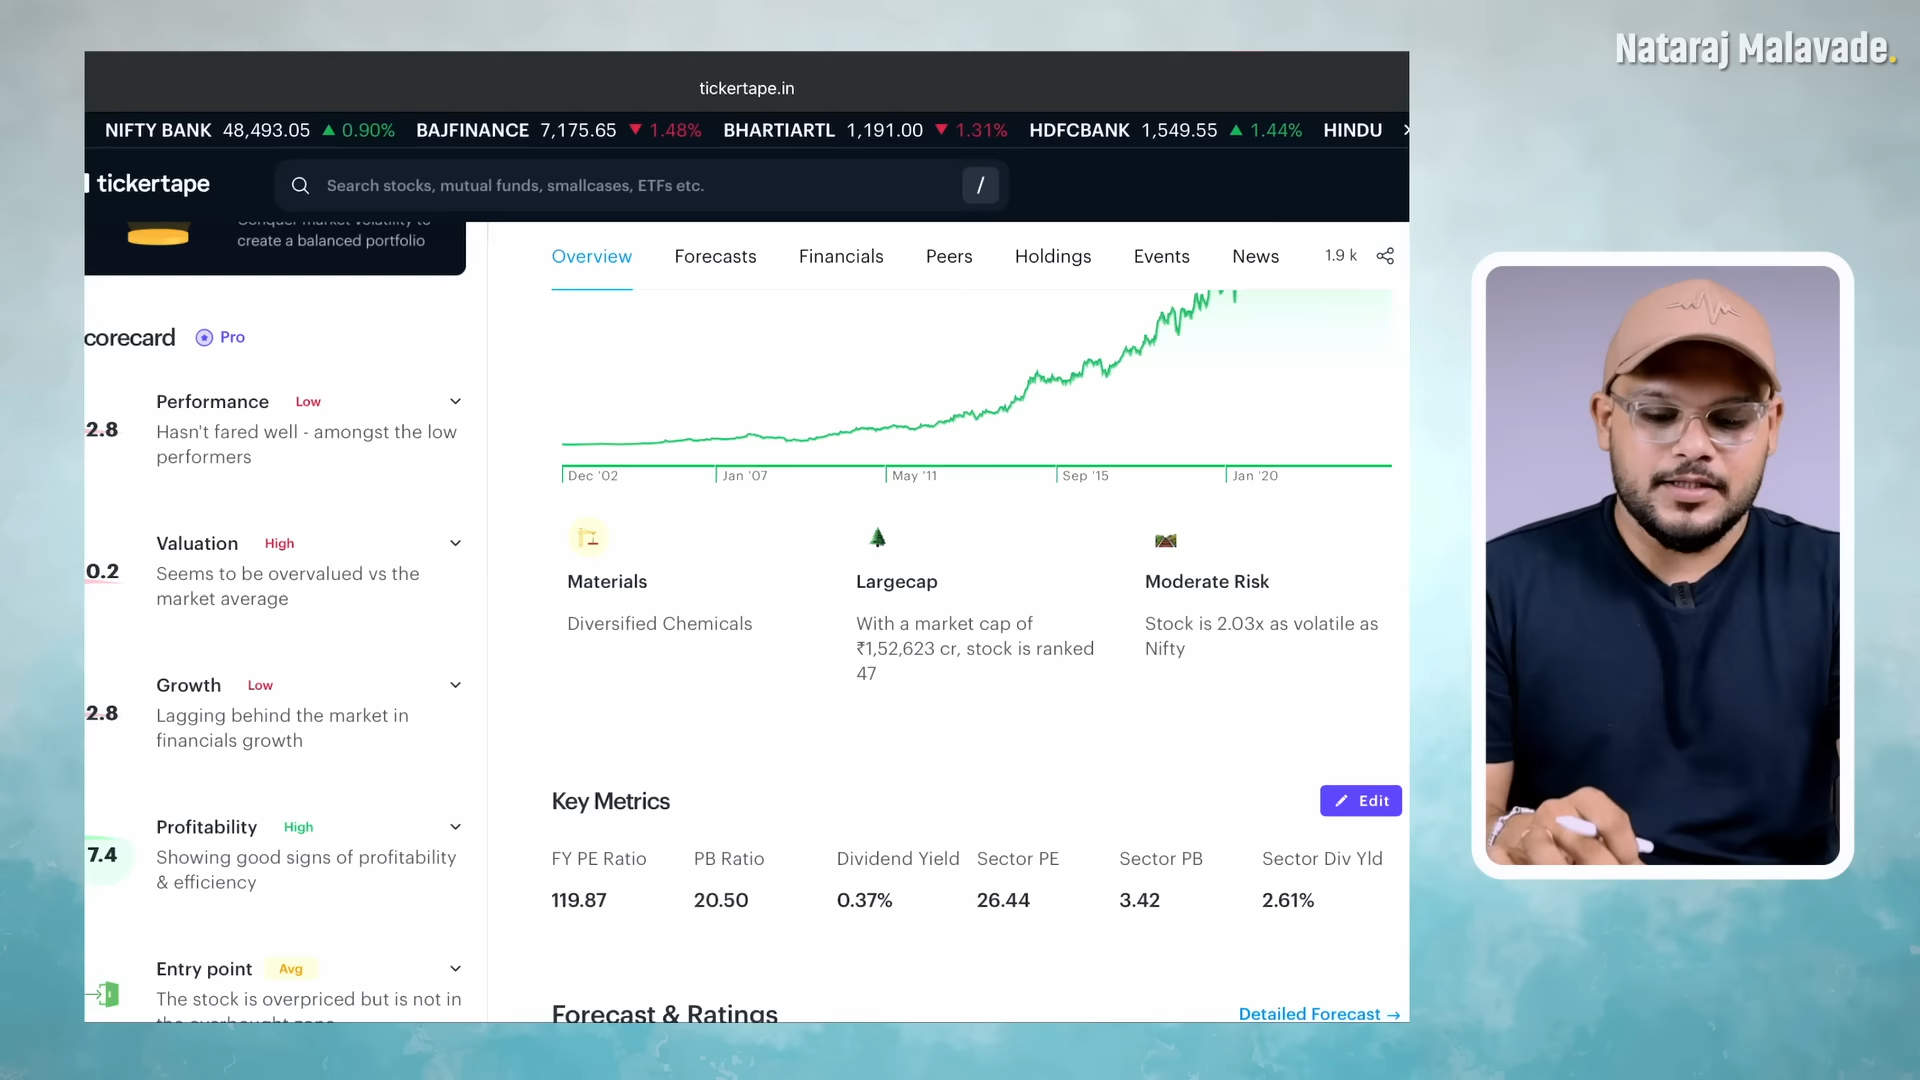 Nataraj Malavade.
tickertape.in
NIFTY BANK 48,493.05 ▲ 0.90% BAJFINANCE 7,175.65 ▼ 1.48% BHARTIARTL 1,191.00 ▼ 1.31% HDFCBANK 1,549.55 ▲ 1.44% HINDU
tickertape
Search stocks, mutual funds, smallcases, ETFs etc.
/
Conquer market volatility to
create a balanced portfolio
Overview Forecasts Financials Peers Holdings Events News 1.9 k
corecard Pro
Performance Low
2.8
Hasn't fared well - amongst the low
performers
Valuation High
0.2
Seems to be overvalued vs the
market average
Growth Low
2.8
Lagging behind the market in
financials growth
Profitability High
7.4
Showing good signs of profitability
& efficiency
Entry point Avg
The stock is overpriced but is not in
the overbought zone
Dec '02 Jan '07 May '11 Sep '15 Jan '20
Materials
Diversified Chemicals
Largecap
With a market cap of
₹1,52,623 cr, stock is ranked
47
Moderate Risk
Stock is 2.03x as volatile as
Nifty
Key Metrics
Edit
FY PE Ratio PB Ratio Dividend Yield Sector PE Sector PB Sector Div Yld
119.87 20.50 0.37% 26.44 3.42 2.61%
Forecast & Ratings
Detailed Forecast →